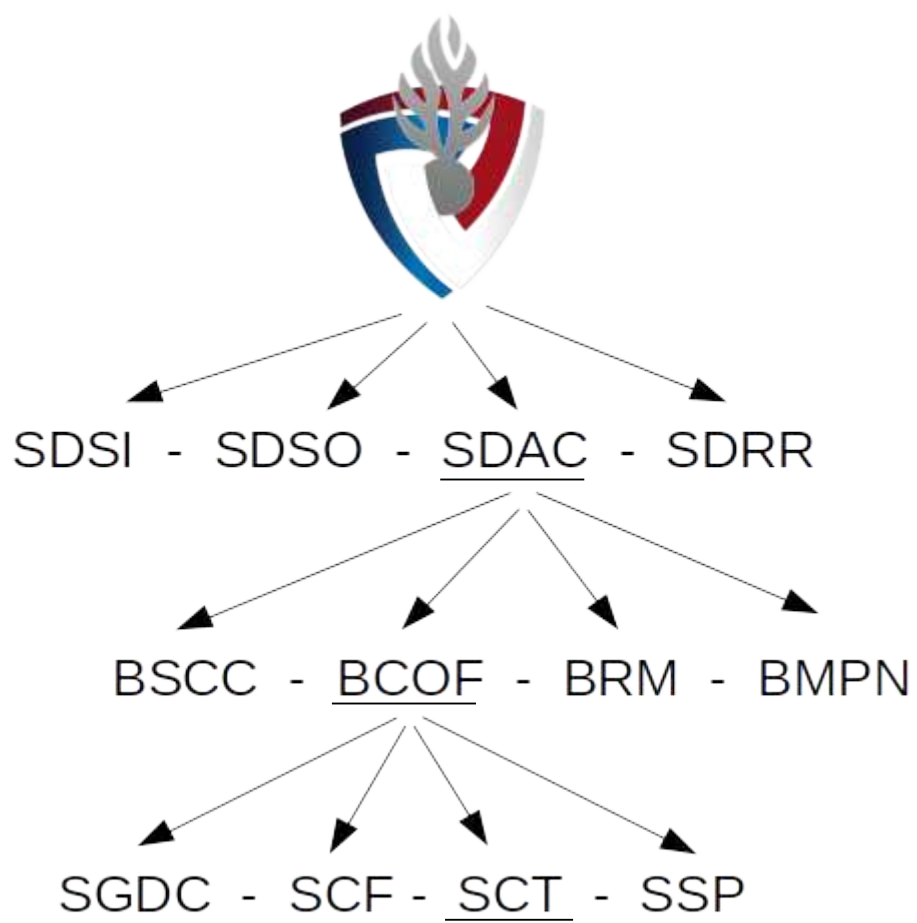 SDSI - SDSO - SDAC - SDRR
BSCC - BCOF - BRM - BMPN
SGDC - SCF - SCT - SSP